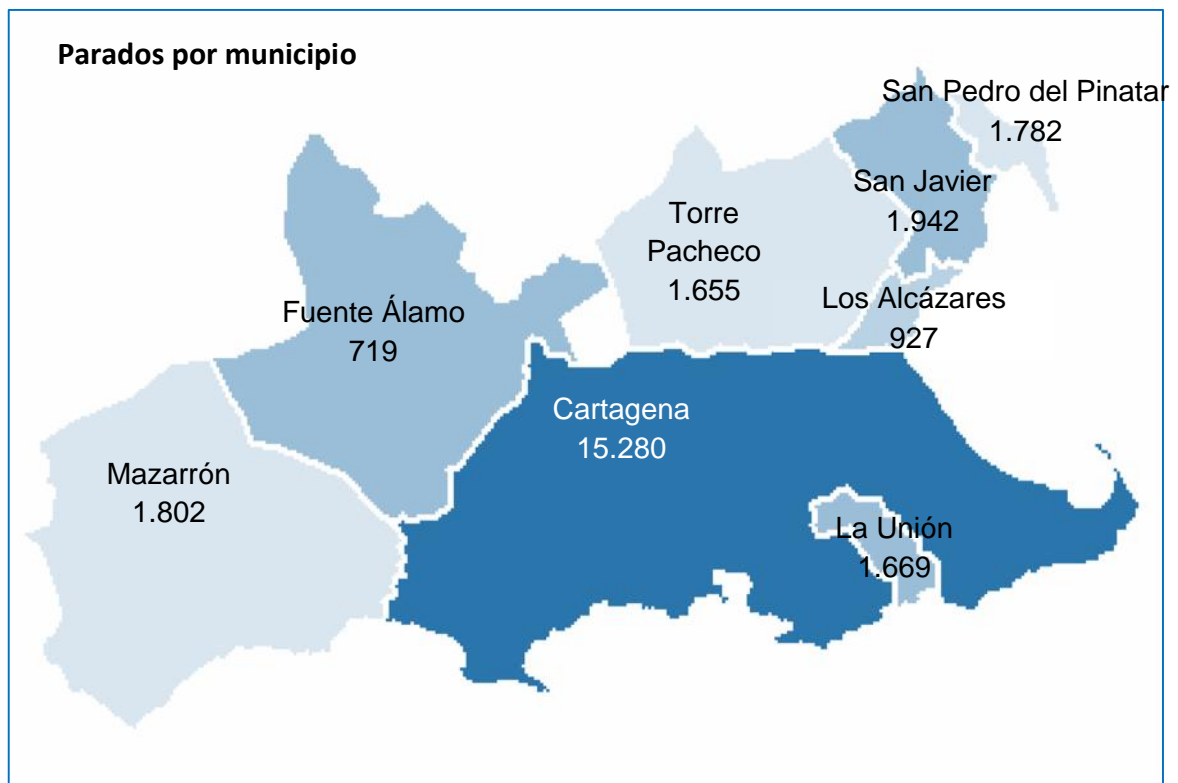 Parados por municipio
San Pedro del Pinatar
1.782
San Javier
1.942
Torre
Pacheco
1.655
Los Alcázares
927
Fuente Álamo
719
Cartagena
15.280
Mazarrón
1.802
La Unión
1.669